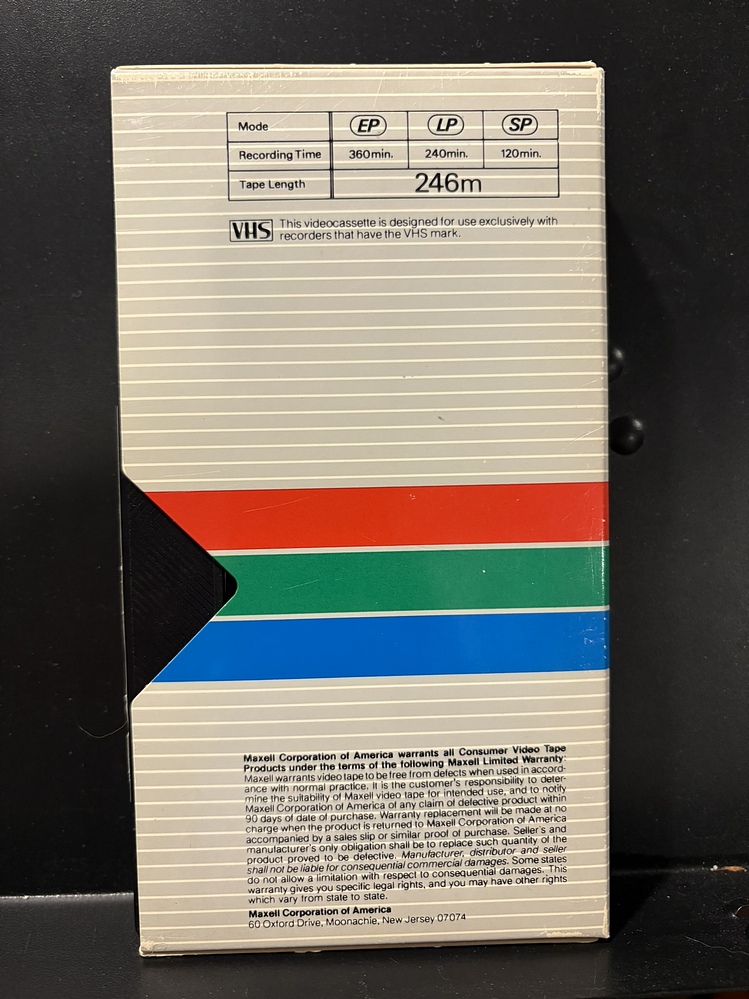 Mode EP LP SP
Recording Time 360min. 240min. 120min.
Tape Length 246m
VHS This videocassette is designed for use exclusively with
recorders that have the VHS mark.
Maxell Corporation of America warrants all Consumer Video Tape
Products under the terms of the following Maxell Limited Warranty:
Maxell warrants video tape to be free from defects when used in accord-
ance with normal practice. It is the customer's responsibility to deter-
mine the suitability of Maxell video tape for intended use, and to notify
Maxell Corporation of America of any claim of defective product within
90 days of date of purchase. Warranty replacement will be made at no
charge when the product is returned to Maxell Corporation of America
accompanied by a sales slip or similar proof of purchase. Seller's and
manufacturer's only obligation shall be to replace such quantity of the
product proved to be defective. Manufacturer, distributor and seller
shall not be liable for consequential commercial damages. Some states
do not allow a limitation with respect to consequential damages. This
warranty gives you specific legal rights, and you may have other rights
which vary from state to state.
Maxell Corporation of America
60 Oxford Drive, Moonachie, New Jersey 07074